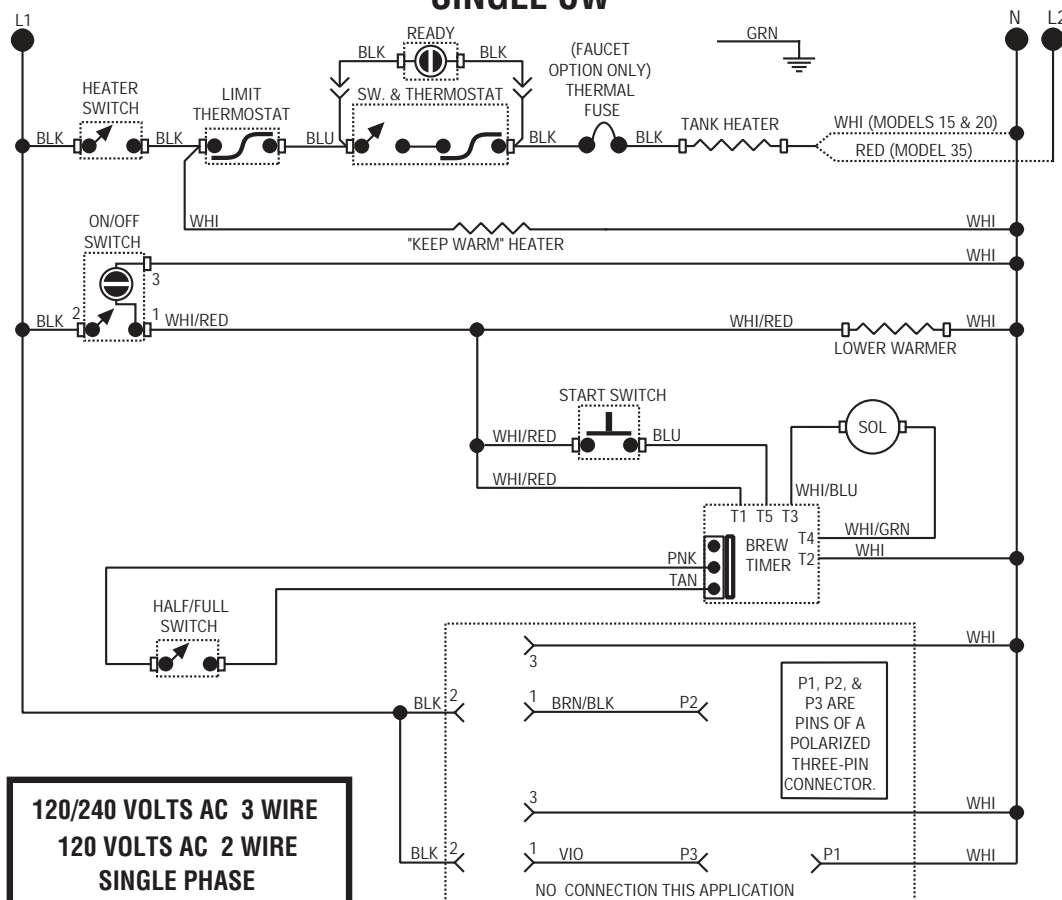 SINGLE SW
L1
N
L2
READY
BLK
BLK
GRN
(FAUCET
OPTION ONLY)
THERMAL
FUSE
HEATER
SWITCH
LIMIT
THERMOSTAT
SW. & THERMOSTAT
TANK HEATER
WHI (MODELS 15 & 20)
RED (MODEL 35)
BLK
BLK
BLU
BLK
BLK
WHI
"KEEP WARM" HEATER
WHI
ON/OFF
SWITCH
3
WHI
BLK
2
1
WHI/RED
WHI/RED
WHI
LOWER WARMER
START SWITCH
WHI/RED
BLU
SOL
WHI/RED
WHI/BLU
T1
T5
T3
WHI/GRN
T4
BREW
TIMER
T2
WHI
PNK
TAN
HALF/FULL
SWITCH
3
WHI
BLK
2
1
BRN/BLK
P2
P1, P2, &
P3 ARE
PINS OF A
POLARIZED
THREE-PIN
CONNECTOR.
3
WHI
BLK
2
1
VIO
P3
P1
WHI
NO CONNECTION THIS APPLICATION
120/240 VOLTS AC 3 WIRE
120 VOLTS AC 2 WIRE
SINGLE PHASE